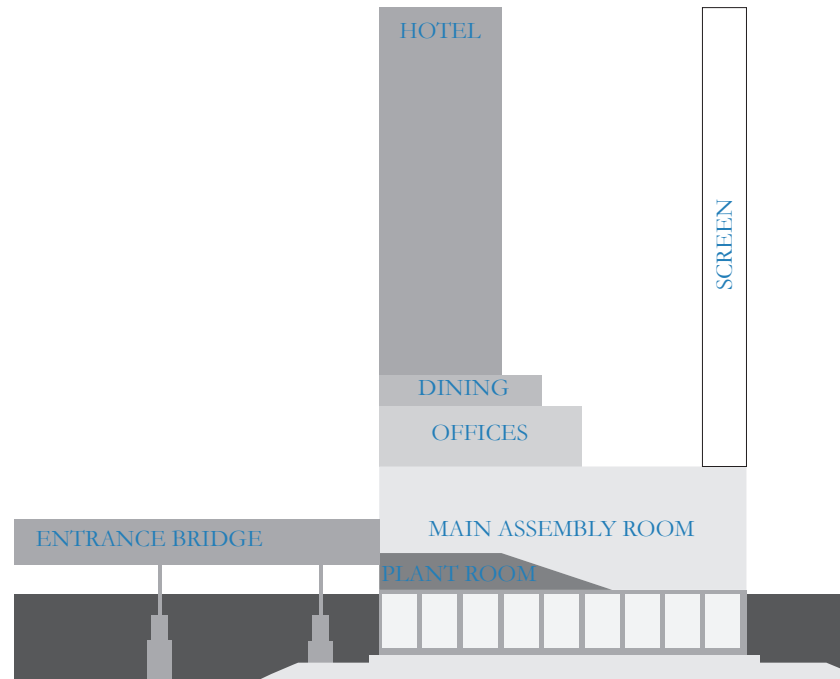 HOTEL
SCREEN
DINING
OFFICES
MAIN ASSEMBLY ROOM
ENTRANCE BRIDGE
PLANT ROOM